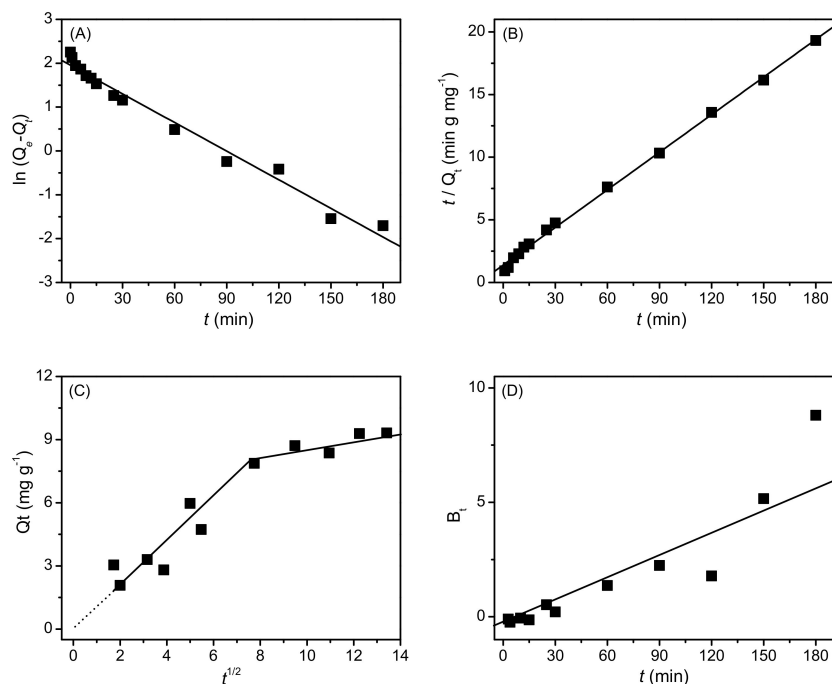 (A)
3
2
1
0
-1
-2
-3
ln (Qe-Qt)
0 30 60 90 120 150 180
t (min)
(B)
20
15
10
5
0
t / Qt (min g mg-1)
0 30 60 90 120 150 180
t (min)
(C)
12
9
6
3
0
Qt (mg g-1)
0 2 4 6 8 10 12 14
t1/2
(D)
10
5
0
Bt
0 30 60 90 120 150 180
t (min)